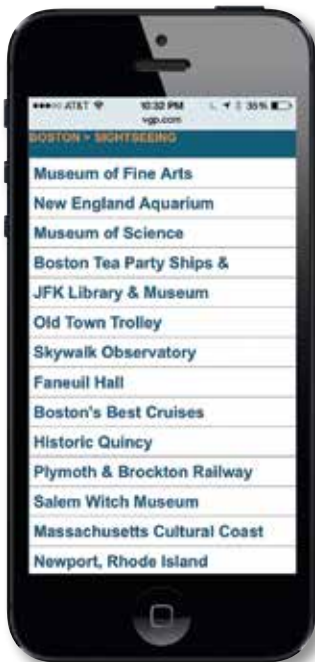 AT&T 10:32 PM 35%
vgp.com
BOSTON > SIGHTSEEING
Museum of Fine Arts
New England Aquarium
Museum of Science
Boston Tea Party Ships &
JFK Library & Museum
Old Town Trolley
Skywalk Observatory
Faneuil Hall
Boston's Best Cruises
Historic Quincy
Plymoth & Brockton Railway
Salem Witch Museum
Massachusetts Cultural Coast
Newport, Rhode Island